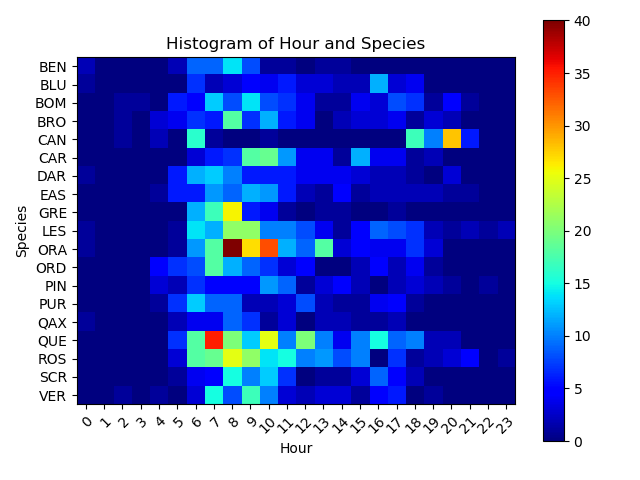 Histogram of Hour and Species
Species
BEN
BLU
BOM
BRO
CAN
CAR
DAR
EAS
GRE
LES
ORA
ORD
PIN
PUR
QAX
QUE
ROS
SCR
VER
0 1 2 3 4 5 6 7 8 9 10 11 12 13 14 15 16 17 18 19 20 21 22 23
Hour
40
35
30
25
20
15
10
5
0